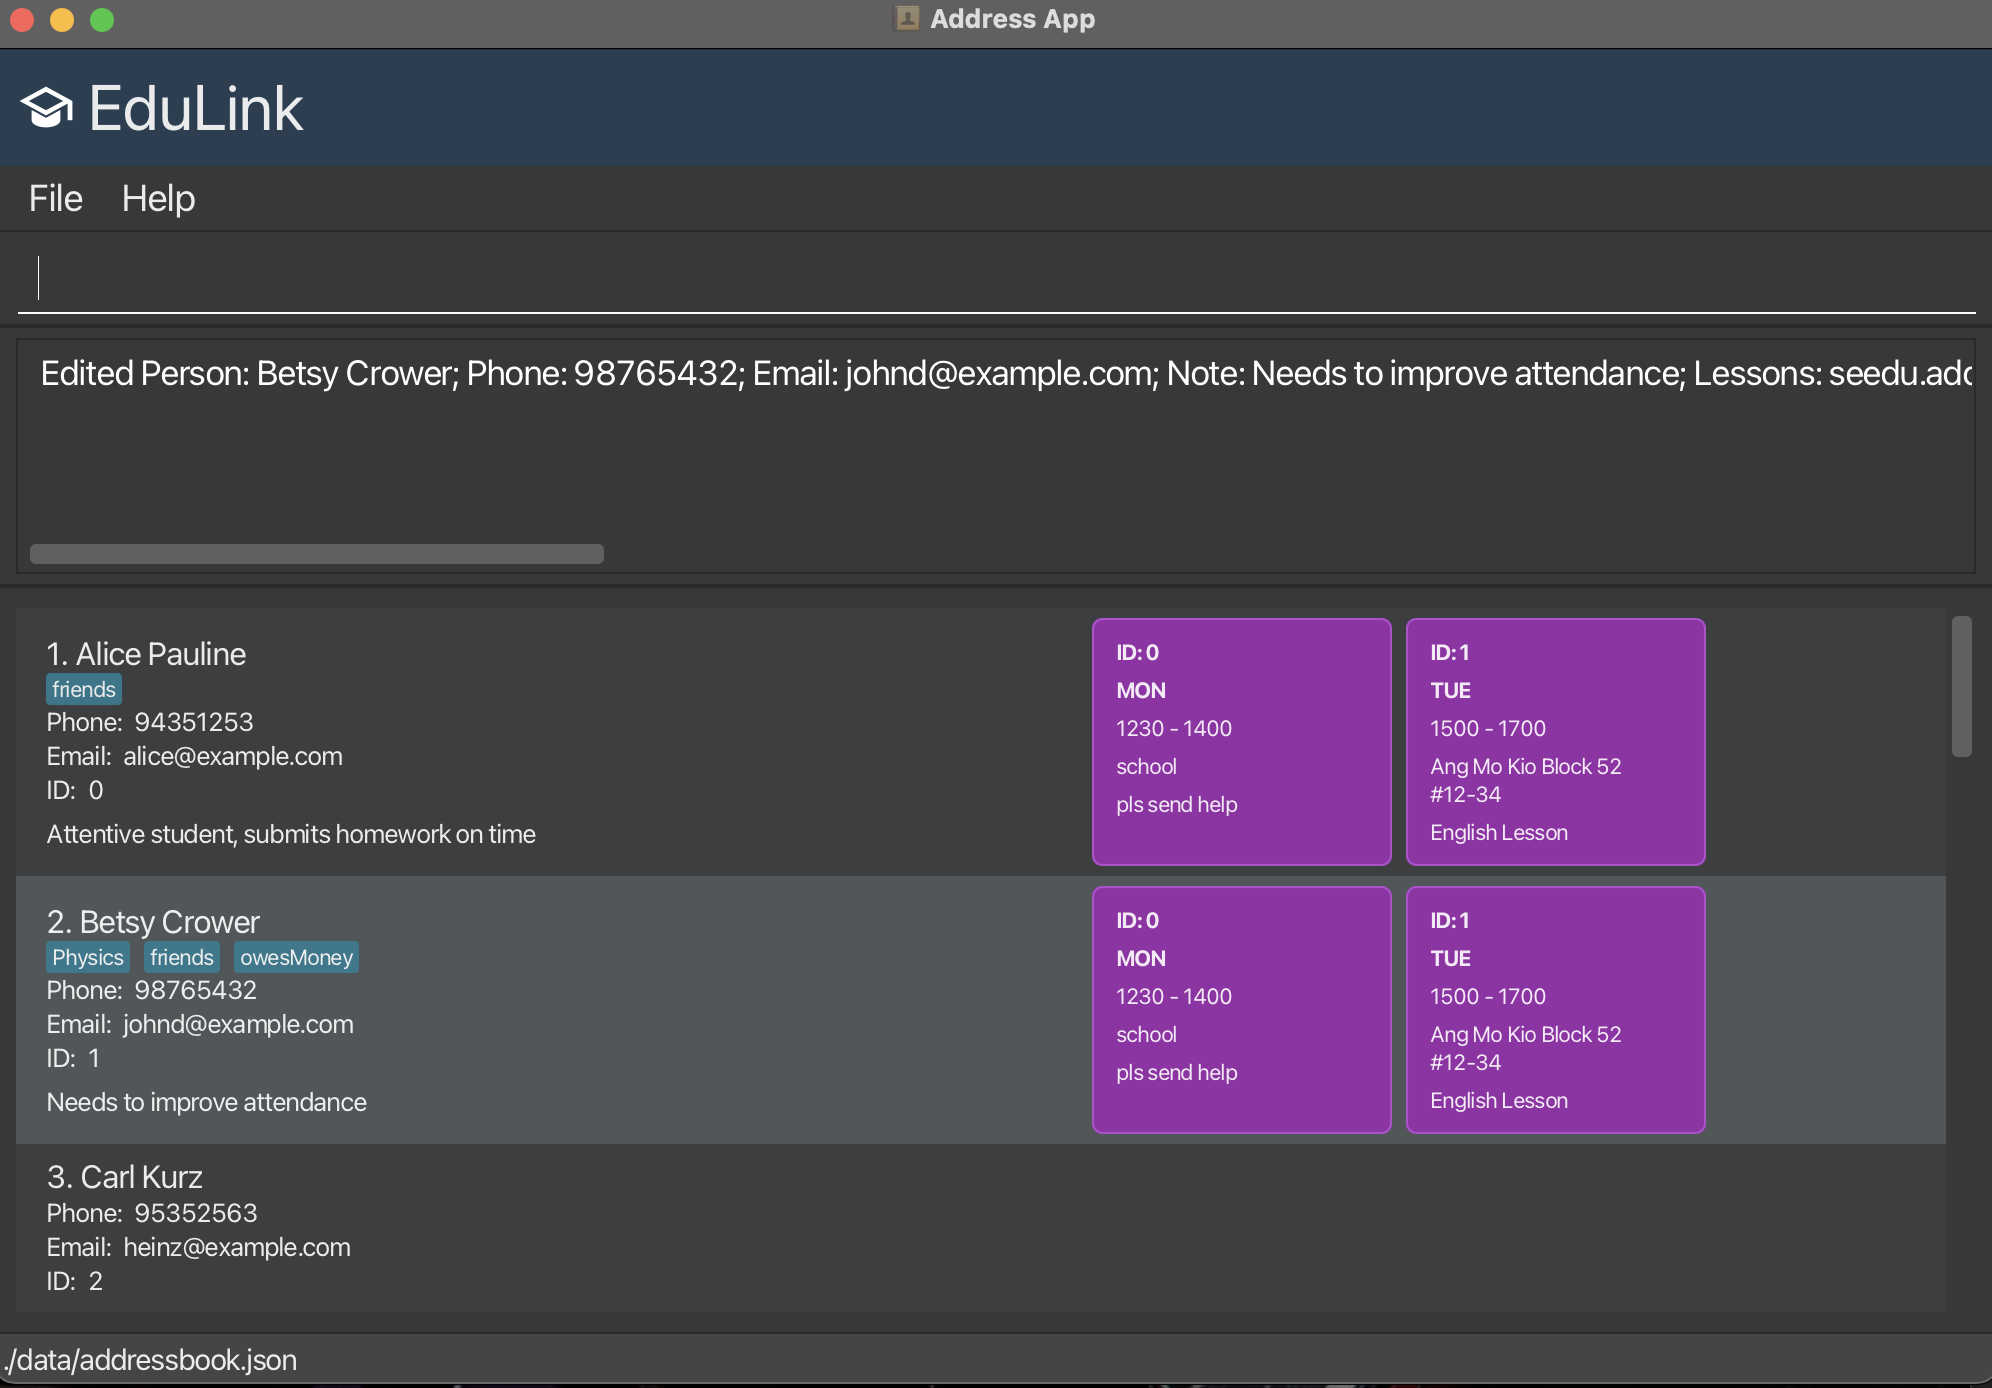 Address App
EduLink
File Help
Edited Person: Betsy Crower; Phone: 98765432; Email: johnd@example.com; Note: Needs to improve attendance; Lessons: seedu.add
1. Alice Pauline
friends
Phone: 94351253
Email: alice@example.com
ID: 0
Attentive student, submits homework on time
ID: 0
MON
1230 - 1400
school
pls send help
ID: 1
TUE
1500 - 1700
Ang Mo Kio Block 52
#12-34
English Lesson
2. Betsy Crower
Physics friends owesMoney
Phone: 98765432
Email: johnd@example.com
ID: 1
Needs to improve attendance
ID: 0
MON
1230 - 1400
school
pls send help
ID: 1
TUE
1500 - 1700
Ang Mo Kio Block 52
#12-34
English Lesson
3. Carl Kurz
Phone: 95352563
Email: heinz@example.com
ID: 2
./data/addressbook.json